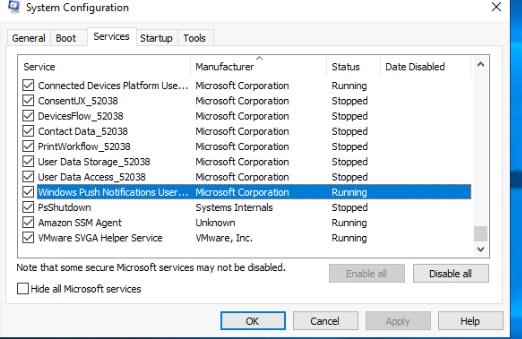 System Configuration
General Boot Services Startup Tools
Service Manufacturer Status Date Disabled
Connected Devices Platform Use... Microsoft Corporation Running
ConsentUX_52038 Microsoft Corporation Stopped
DevicesFlow_52038 Microsoft Corporation Stopped
Contact Data_52038 Microsoft Corporation Stopped
PrintWorkflow_52038 Microsoft Corporation Stopped
User Data Storage_52038 Microsoft Corporation Stopped
User Data Access_52038 Microsoft Corporation Stopped
Windows Push Notifications User... Microsoft Corporation Running
PsShutdown Systems Internals Stopped
Amazon SSM Agent Unknown Running
VMware SVGA Helper Service VMware, Inc. Running
Note that some secure Microsoft services may not be disabled. Enable all Disable all
Hide all Microsoft services
OK Cancel Apply Help